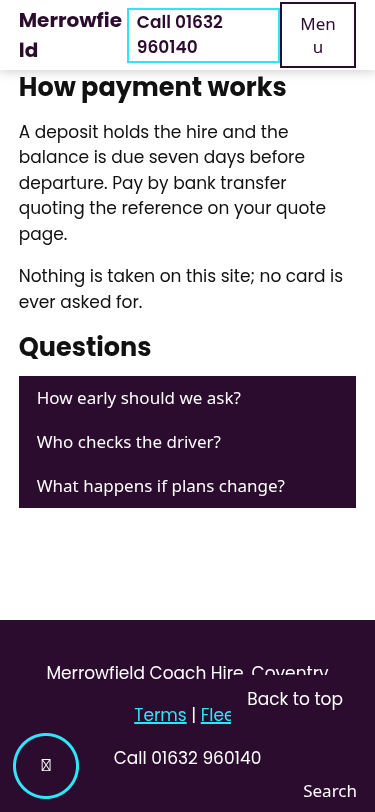 Merrowfie
ld
Call 01632
960140
Men
u
How payment works
A deposit holds the hire and the
balance is due seven days before
departure. Pay by bank transfer
quoting the reference on your quote
page.
Nothing is taken on this site; no card is
ever asked for.
Questions
How early should we ask?
Who checks the driver?
What happens if plans change?
Merrowfield Coach Hire, Coventry
Back to top
Terms | Flee
Call 01632 960140
Search